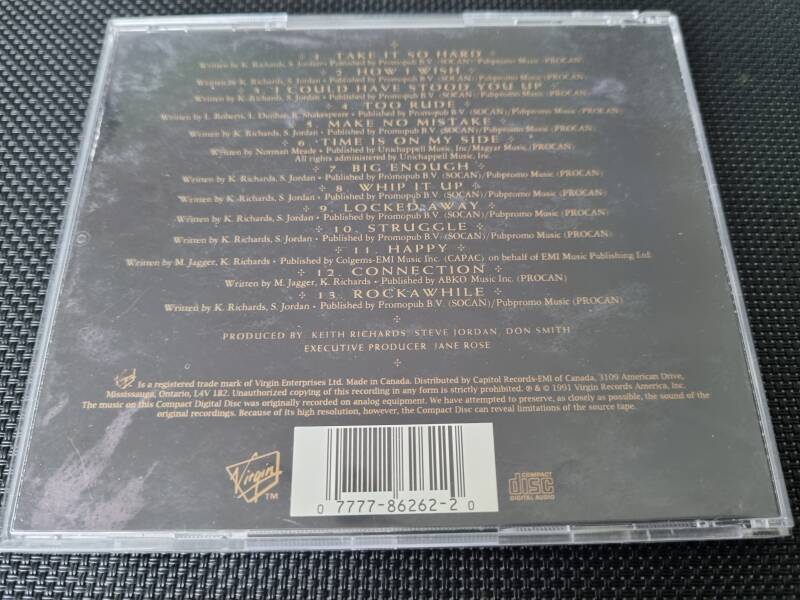 1. TAKE IT SO HARD
Written by K. Richards, S. Jordan • Published by Promopub B.V. (SOCAN)/Pubpromo Music (PROCAN)
2. HOW I WISH
Written by K. Richards, S. Jordan • Published by Promopub B.V. (SOCAN)/Pubpromo Music (PROCAN)
3. I COULD HAVE STOOD YOU UP
Written by K. Richards, S. Jordan • Published by Promopub B.V. (SOCAN)/Pubpromo Music (PROCAN)
4. TOO RUDE
Written by L. Roberts, L. Shakespeare • Published by Promopub B.V. (SOCAN)/Pubpromo Music (PROCAN)
5. MAKE NO MISTAKE
Written by K. Richards, S. Jordan • Published by Promopub B.V. (SOCAN)/Pubpromo Music (PROCAN)
6. TIME IS ON MY SIDE
Written by Norman Meade • Published by Unichappell Music, Inc/Magyar Music (PROCAN)
All rights administered by Unichappell Music, Inc.
7. BIG ENOUGH
Written by K. Richards, S. Jordan • Published by Promopub B.V. (SOCAN)/Pubpromo Music (PROCAN)
8. WHIP IT UP
Written by K. Richards, S. Jordan • Published by Promopub B.V. (SOCAN)/Pubpromo Music (PROCAN)
9. LOCKED AWAY
Written by K. Richards, S. Jordan • Published by Promopub B.V. (SOCAN)/Pubpromo Music (PROCAN)
10. STRUGGLE
Written by K. Richards, S. Jordan • Published by Promopub B.V. (SOCAN)/Pubpromo Music (PROCAN)
11. HAPPY
Written by M. Jagger, K. Richards • Published by Colgems-EMI Music Inc. (CAPAC) on behalf of EMI Music Publishing Ltd.
12. CONNECTION
Written by M. Jagger, K. Richards • Published by ABKO Music Inc. (PROCAN)
13. ROCKAWHILE
Written by K. Richards, S. Jordan • Published by Promopub B.V. (SOCAN)/Pubpromo Music (PROCAN)
PRODUCED BY KEITH RICHARDS, STEVE JORDAN, DON SMITH
EXECUTIVE PRODUCER JANE ROSE
Virgin Is a registered trade mark of Virgin Enterprises Ltd. Made in Canada. Distributed by Capitol Records-EMI of Canada, 3109 American Drive,
Mississauga, Ontario, L4V 1B2. Unauthorized copying of this recording in any form is strictly prohibited. ℗ & © 1991 Virgin Records America, Inc.
The music on this Compact Digital Disc was originally recorded on analog equipment. We have attempted to preserve, as closely as possible, the sound of the
original recordings. Because of its high resolution, however, the Compact Disc can reveal limitations of the source tape.
Virgin TM
0 7777-86262-2 0
COMPACT
disc
DIGITAL AUDIO